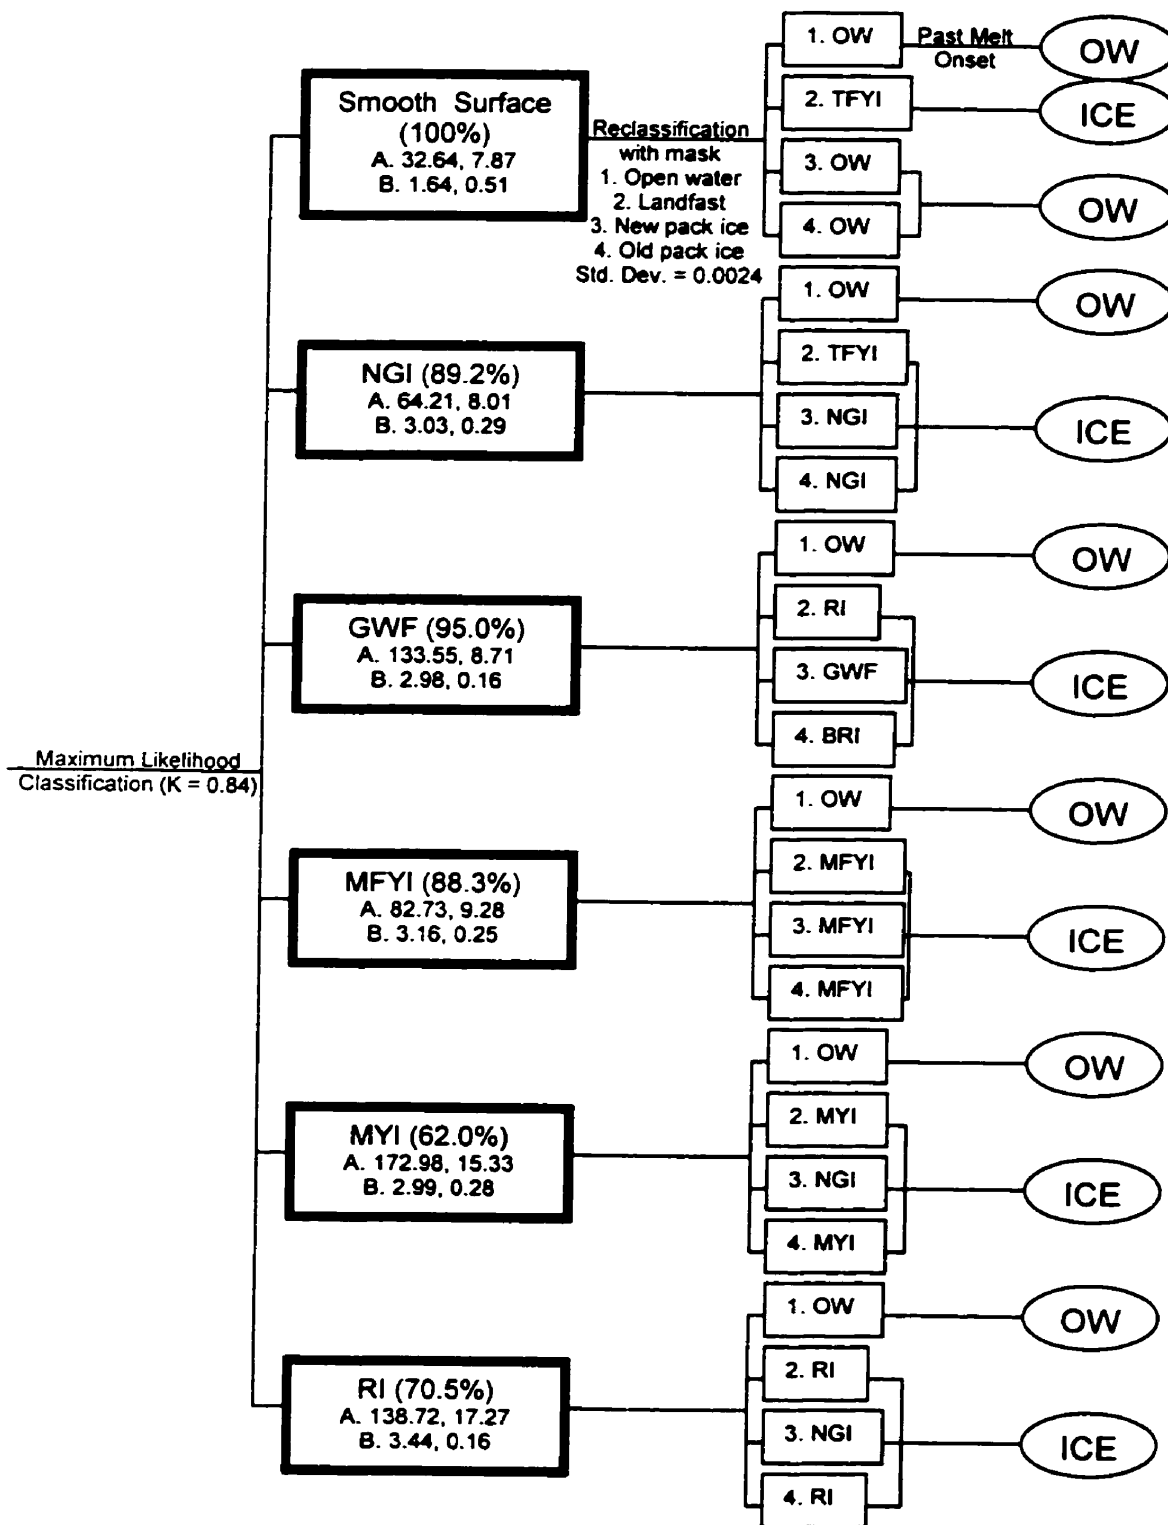 Maximum Likelihood
Classification (K = 0.84)
Smooth Surface
(100%)
A. 32.64, 7.87
B. 1.64, 0.51
Reclassification
with mask
1. Open water
2. Landfast
3. New pack ice
4. Old pack ice
Std. Dev. = 0.0024
1. OW
Past Melt
Onset
OW
2. TFYI
ICE
3. OW
4. OW
OW
NGI (89.2%)
A. 64.21, 8.01
B. 3.03, 0.29
1. OW
OW
2. TFYI
3. NGI
4. NGI
ICE
GWF (95.0%)
A. 133.55, 8.71
B. 2.98, 0.16
1. OW
OW
2. RI
3. GWF
4. BRI
ICE
MFYI (88.3%)
A. 82.73, 9.28
B. 3.16, 0.25
1. OW
OW
2. MFYI
3. MFYI
4. MFYI
ICE
MYI (62.0%)
A. 172.98, 15.33
B. 2.99, 0.28
1. OW
OW
2. MYI
3. NGI
4. MYI
ICE
RI (70.5%)
A. 138.72, 17.27
B. 3.44, 0.16
1. OW
OW
2. RI
3. NGI
4. RI
ICE